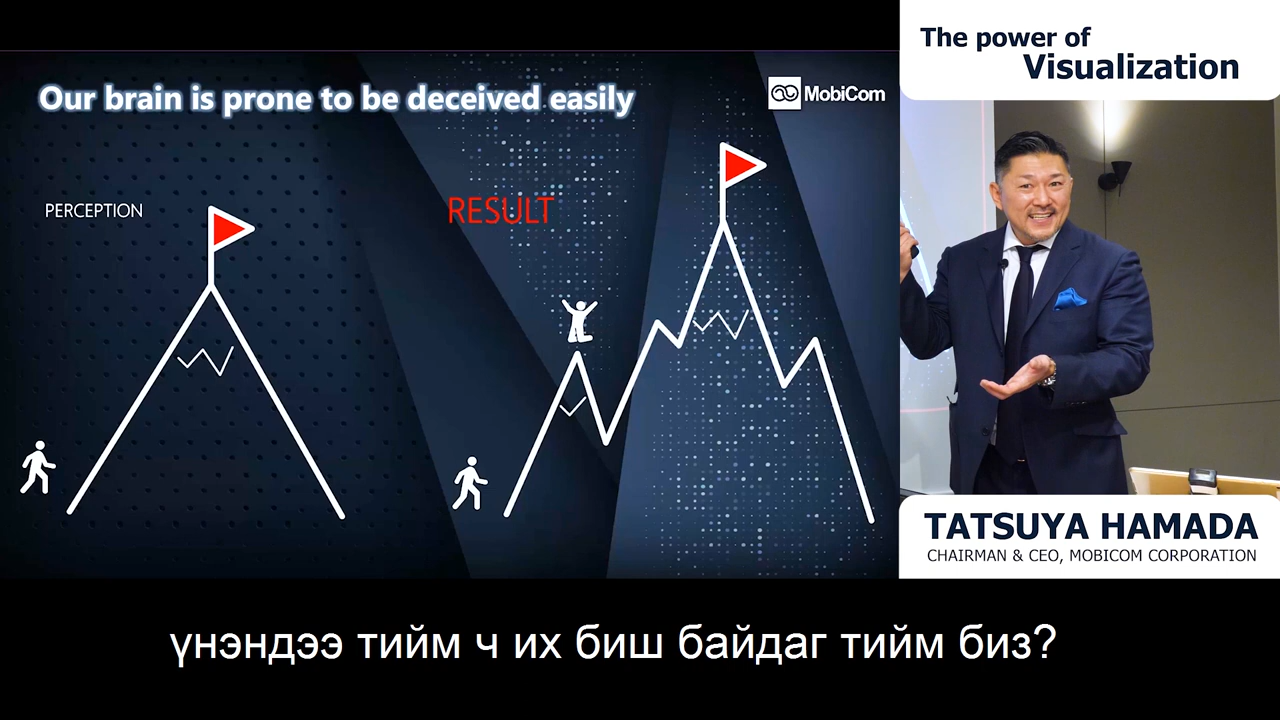 Our brain is prone to be deceived easily
MobiCom
PERCEPTION
RESULT
The power of
Visualization
TATSUYA HAMADA
CHAIRMAN & CEO, MOBICOM CORPORATION
үнэндээ тийм ч их биш байдаг тийм биз?